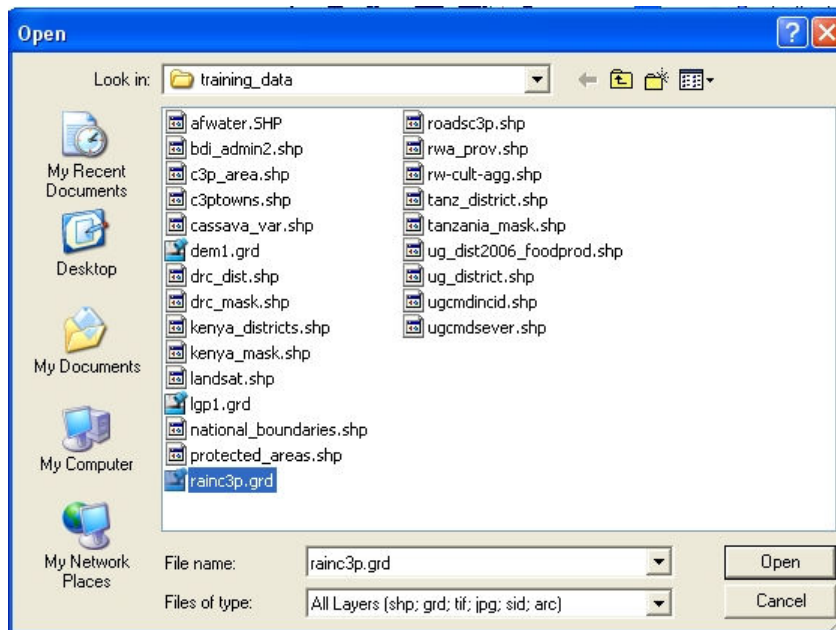 Open
Look in:
training_data
My Recent
Documents
Desktop
My Documents
My Computer
My Network
Places
afwater.SHP
bdi_admin2.shp
c3p_area.shp
c3ptowns.shp
cassava_var.shp
dem1.grd
drc_dist.shp
drc_mask.shp
kenya_districts.shp
kenya_mask.shp
landsat.shp
lgp1.grd
national_boundaries.shp
protected_areas.shp
rainc3p.grd
roadsc3p.shp
rwa_prov.shp
rw-cult-agg.shp
tanz_district.shp
tanzania_mask.shp
ug_dist2006_foodprod.shp
ug_district.shp
ugcmdincid.shp
ugcmdsever.shp
File name:
rainc3p.grd
Open
Files of type:
All Layers (shp; grd; tif; jpg; sid; arc)
Cancel